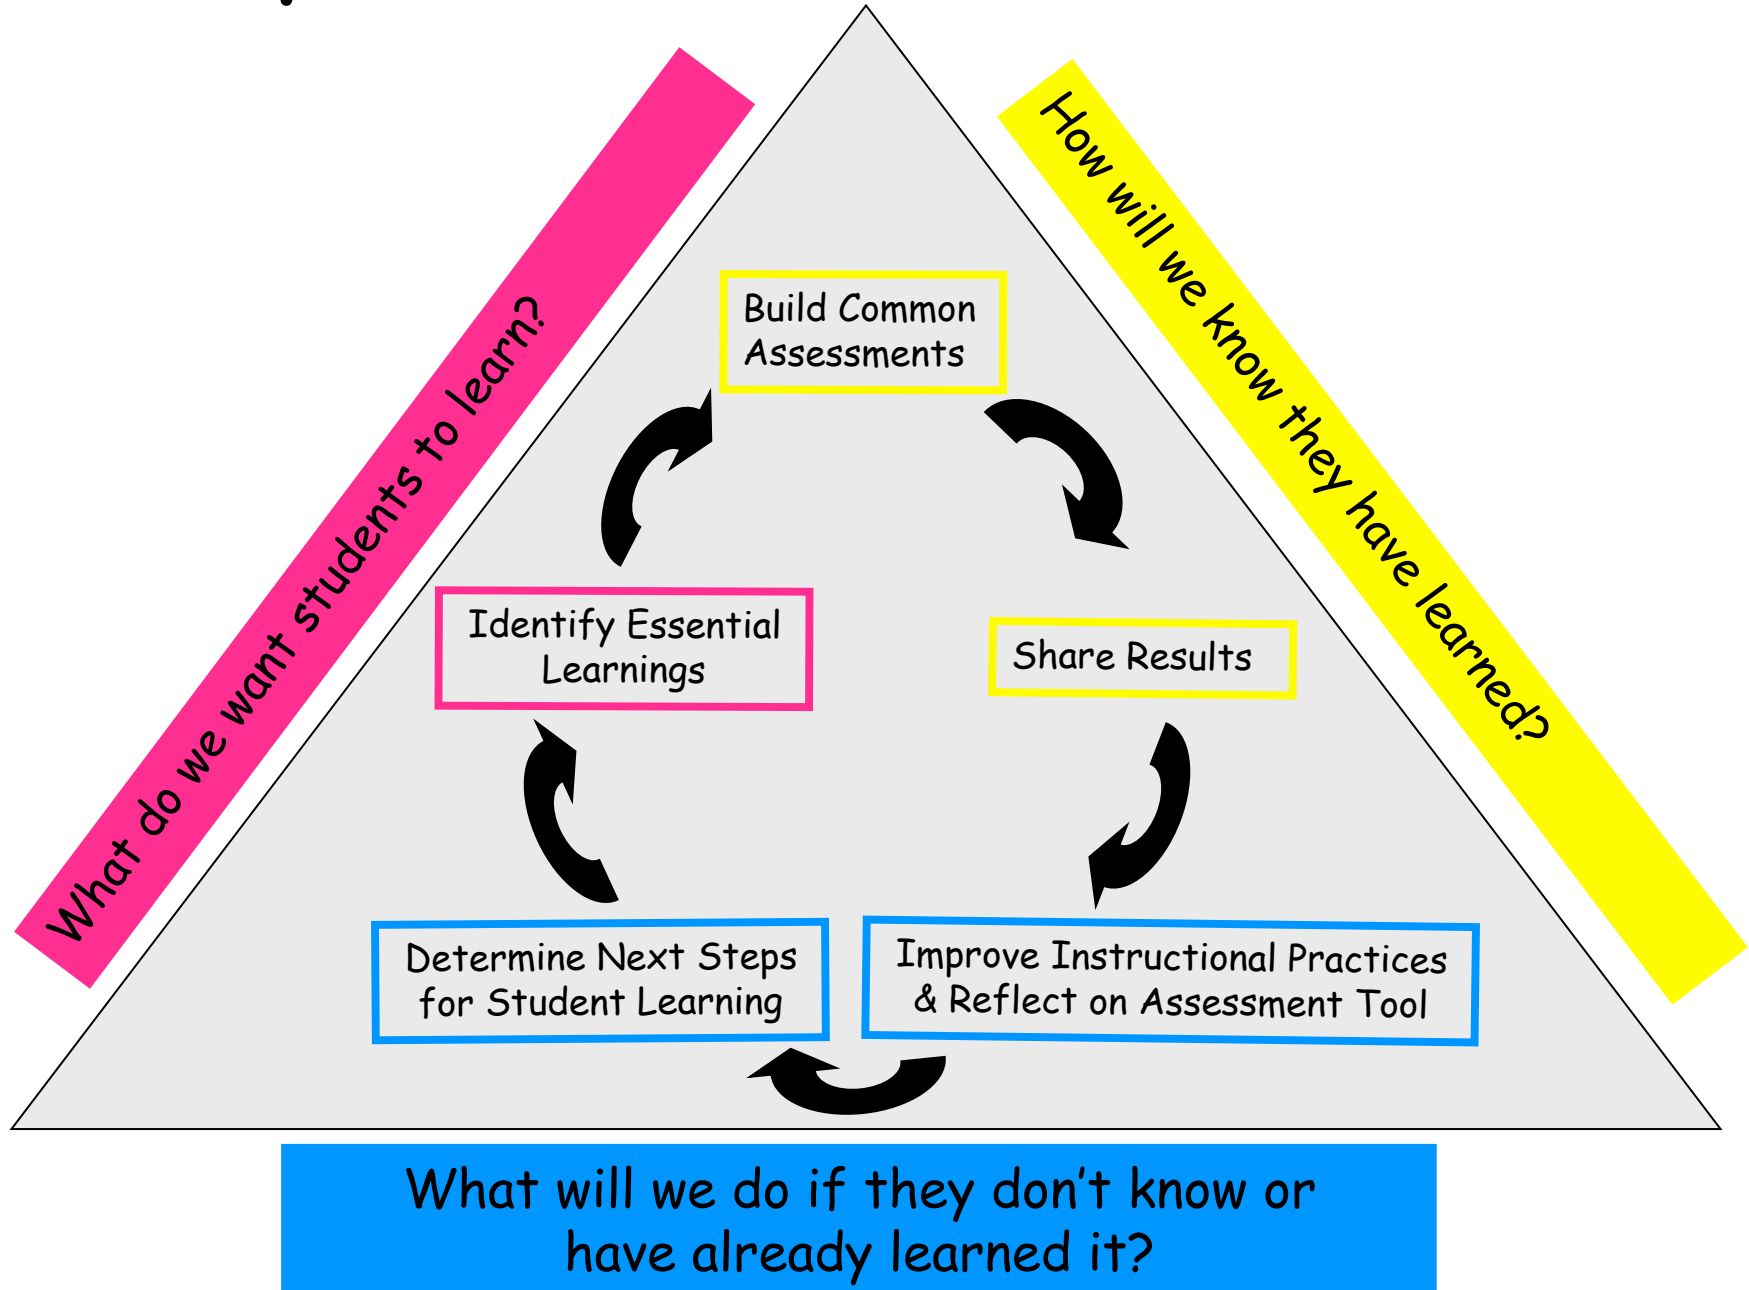 What do we want students to learn?
How will we know they have learned?
Build Common
Assessments
Identify Essential
Learnings
Share Results
Determine Next Steps
for Student Learning
Improve Instructional Practices
& Reflect on Assessment Tool
What will we do if they don't know or
have already learned it?